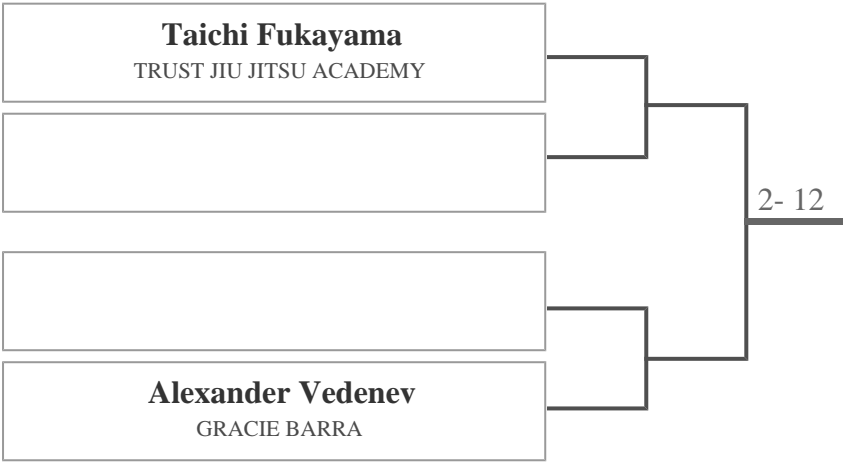 Taichi Fukayama
TRUST JIU JITSU ACADEMY
2- 12
Alexander Vedenev
GRACIE BARRA